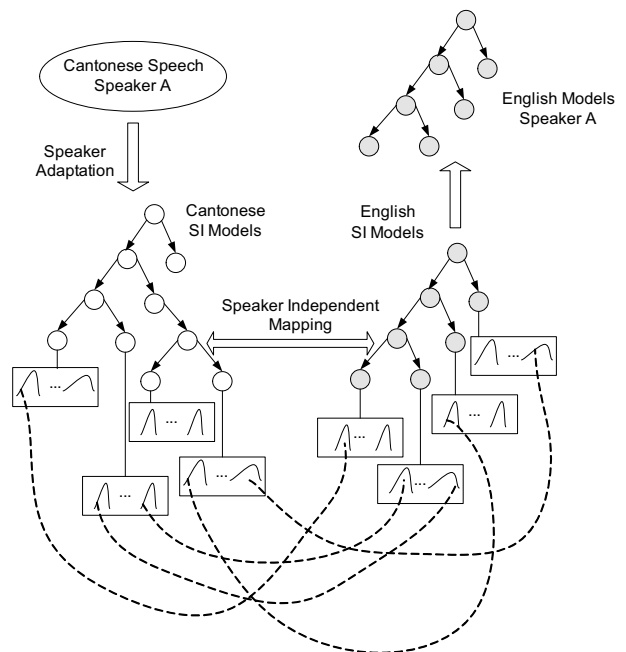 Cantonese Speech
Speaker A
English Models
Speaker A
Speaker
Adaptation
Cantonese
SI Models
English
SI Models
Speaker Independent
Mapping
...
...
...
...
...
...
...
...